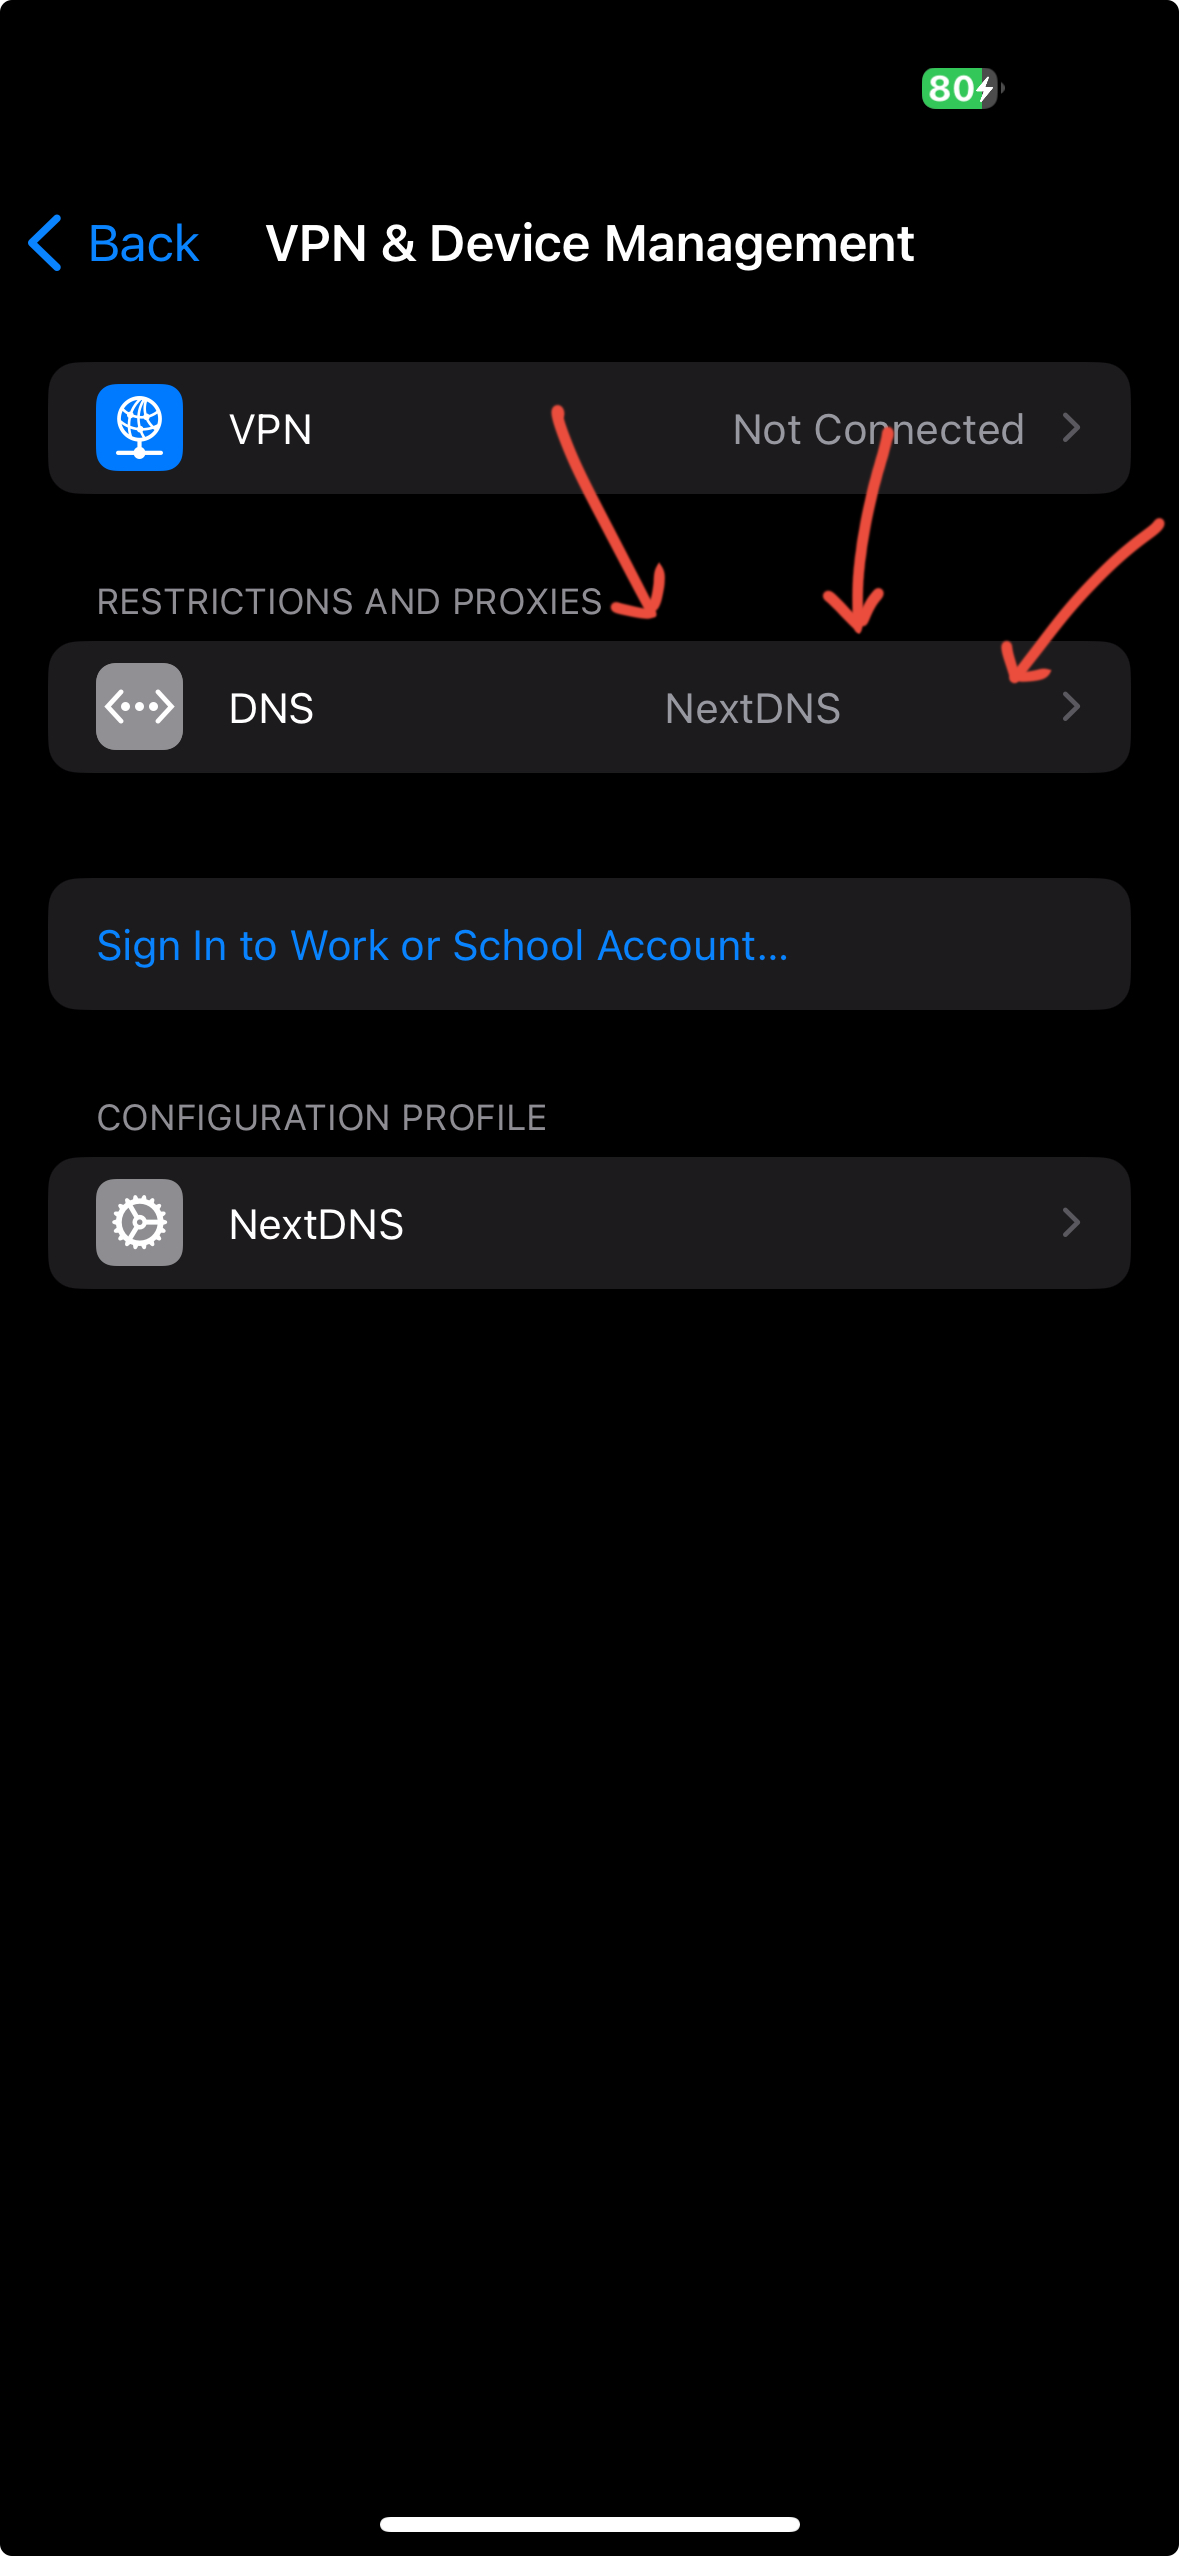 80
Back
VPN & Device Management
VPN
Not Connected
RESTRICTIONS AND PROXIES
DNS
NextDNS
Sign In to Work or School Account...
CONFIGURATION PROFILE
NextDNS